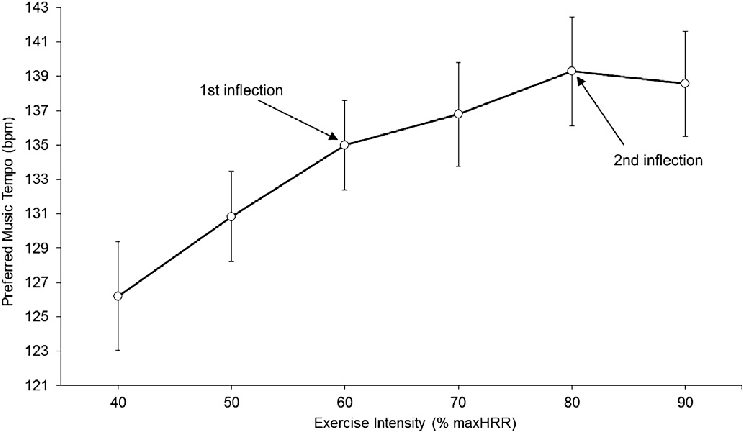 143
141
139
137
135
133
131
129
127
125
123
121
Preferred Music Tempo (bpm)
1st inflection
2nd inflection
40 50 60 70 80 90
Exercise Intensity (% maxHRR)